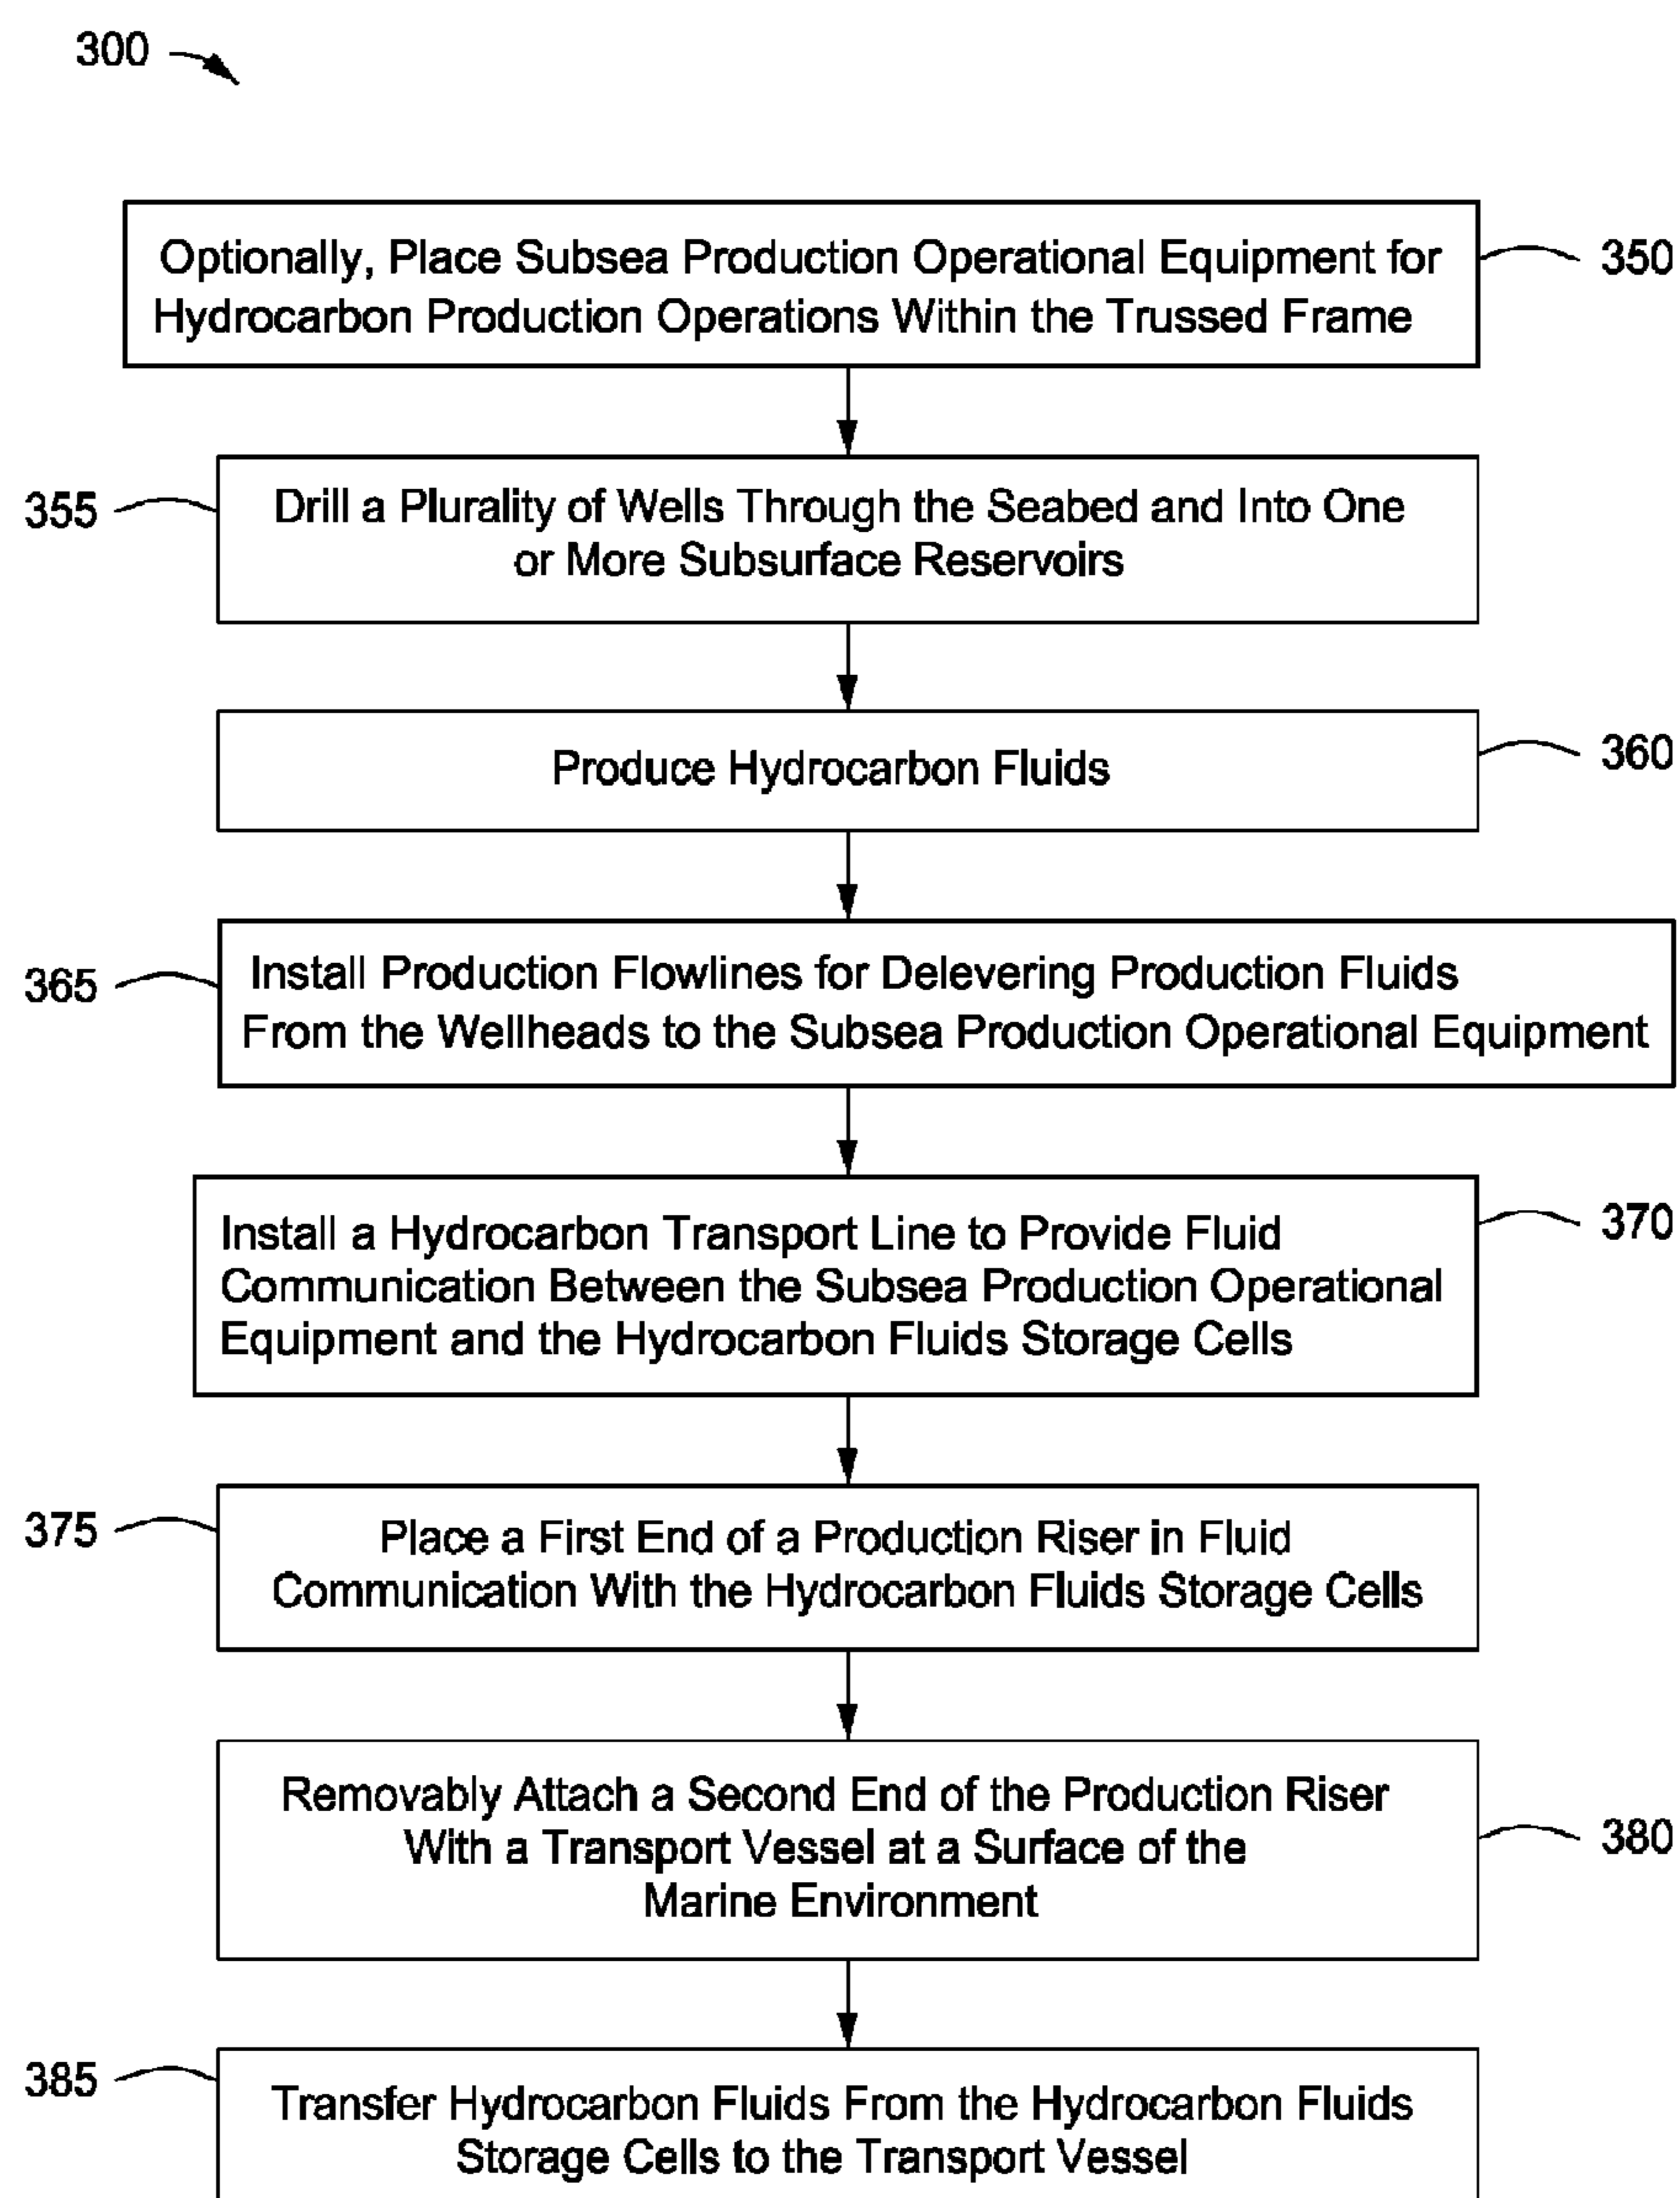 300
Optionally, Place Subsea Production Operational Equipment for
Hydrocarbon Production Operations Within the Trussed Frame
350
355
Drill a Plurality of Wells Through the Seabed and Into One
or More Subsurface Reservoirs
Produce Hydrocarbon Fluids
360
365
Install Production Flowlines for Delevering Production Fluids
From the Wellheads to the Subsea Production Operational Equipment
Install a Hydrocarbon Transport Line to Provide Fluid
Communication Between the Subsea Production Operational
Equipment and the Hydrocarbon Fluids Storage Cells
370
375
Place a First End of a Production Riser in Fluid
Communication With the Hydrocarbon Fluids Storage Cells
Removably Attach a Second End of the Production Riser
With a Transport Vessel at a Surface of the
Marine Environment
380
385
Transfer Hydrocarbon Fluids From the Hydrocarbon Fluids
Storage Cells to the Transport Vessel